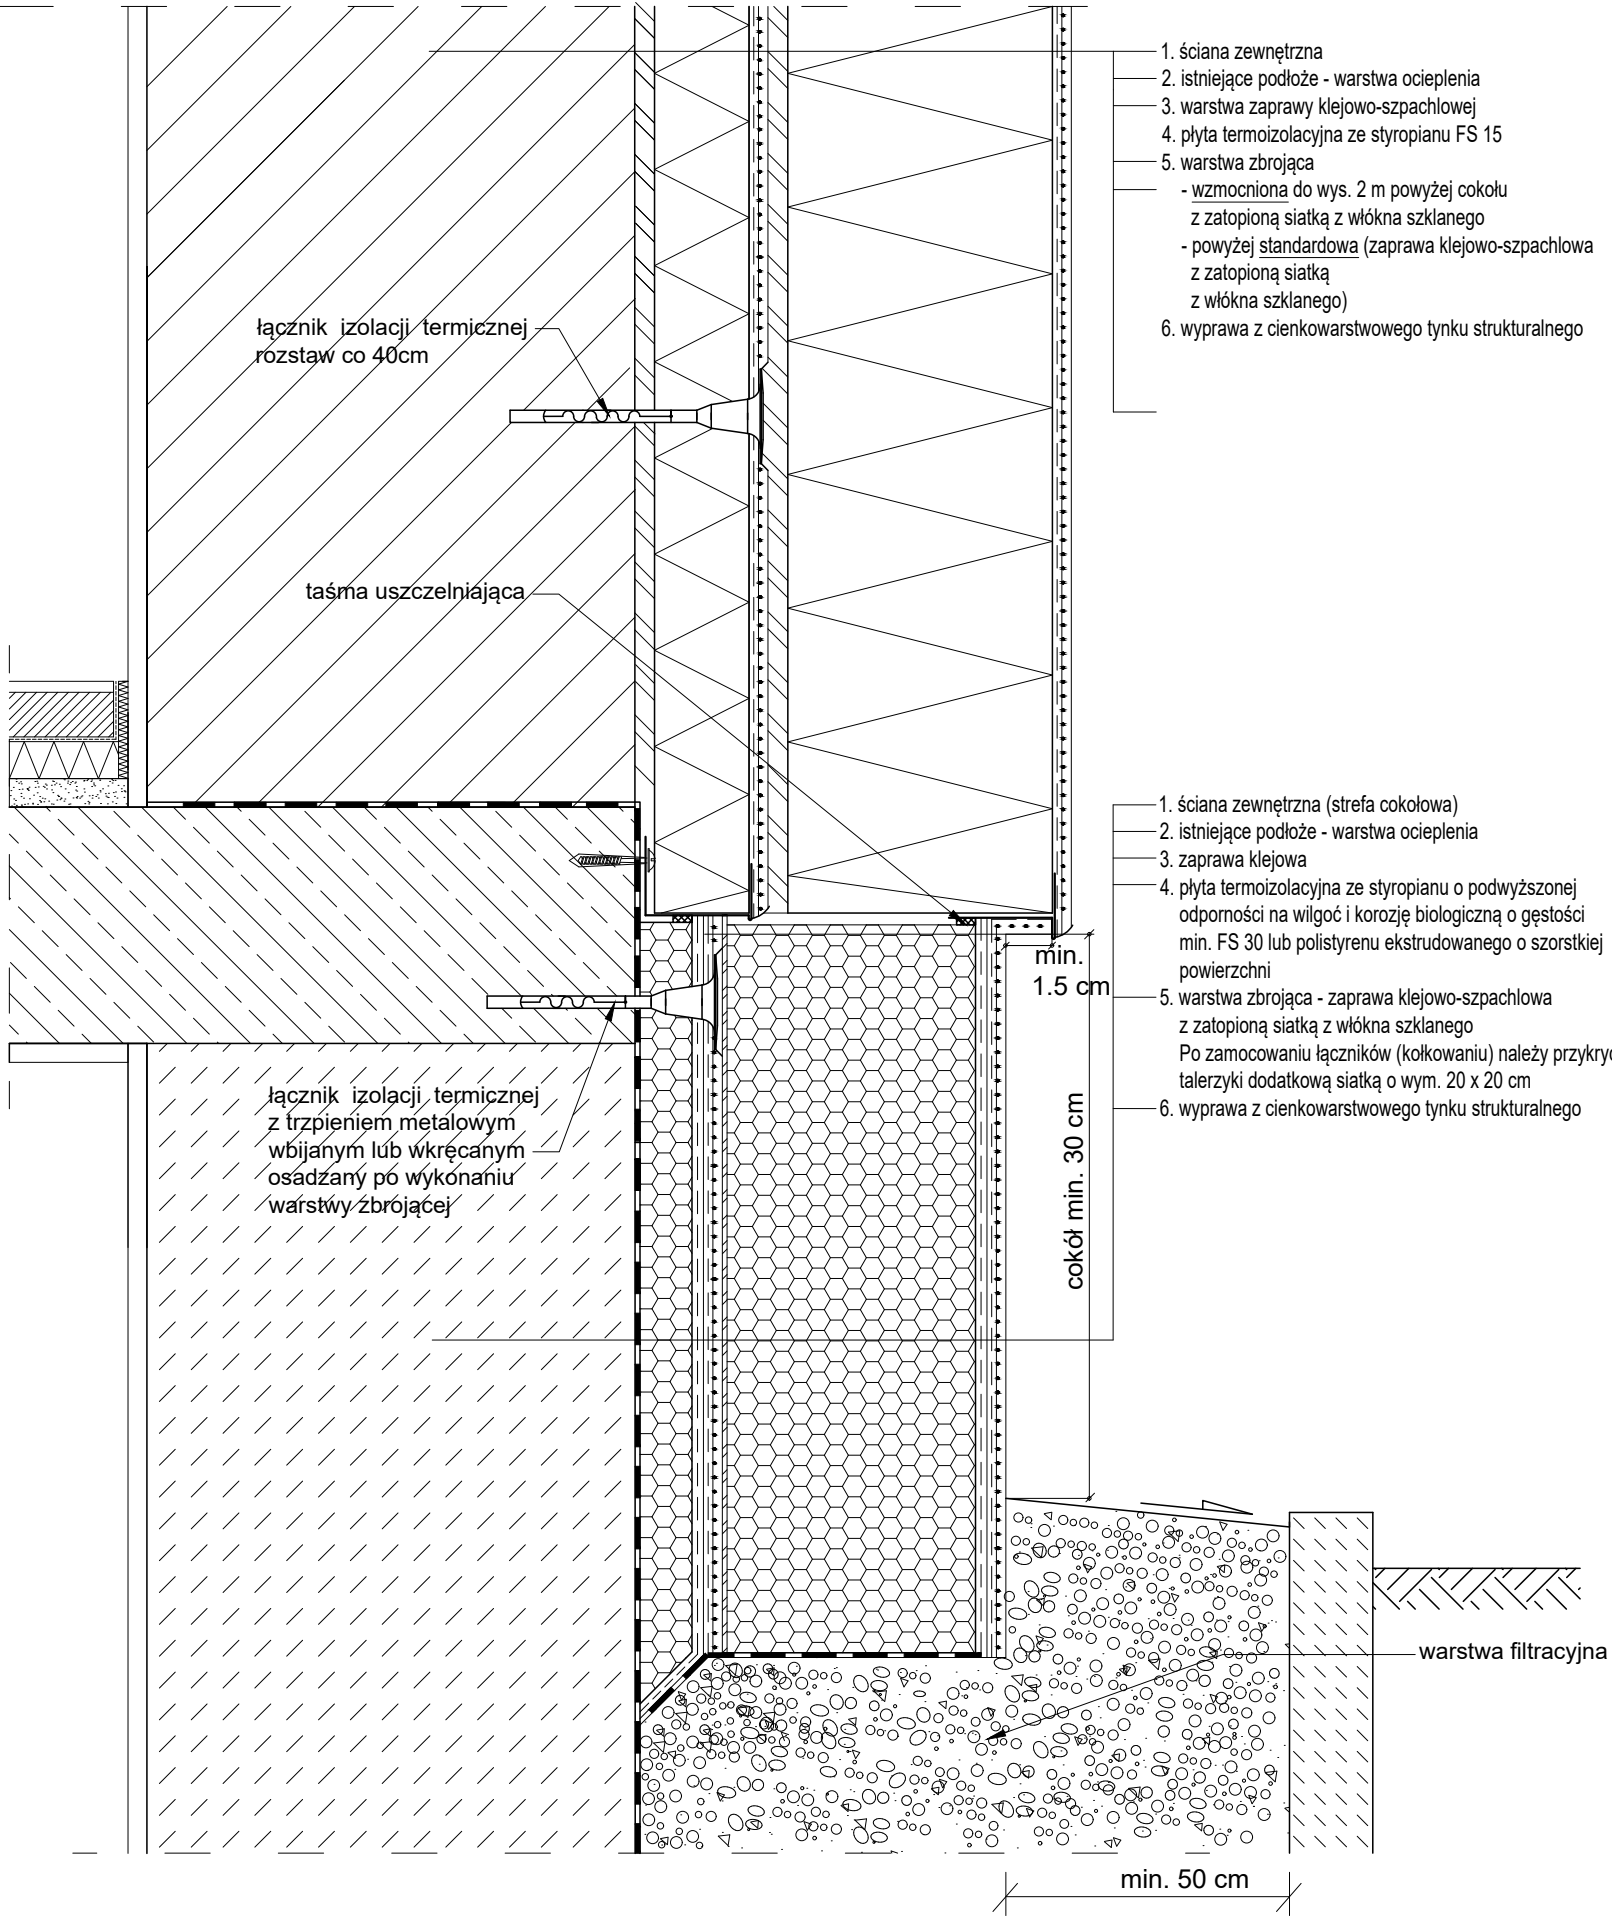 1. ściana zewnętrzna
2. istniejące podłoże - warstwa ocieplenia
3. warstwa zaprawy klejowo-szpachlowej
4. płyta termoizolacyjna ze styropianu FS 15
5. warstwa zbrojąca
- wzmocniona do wys. 2 m powyżej cokołu
z zatopioną siatką z włókna szklanego
- powyżej standardowa (zaprawa klejowo-szpachlowa
z zatopioną siatką
z włókna szklanego)
6. wyprawa z cienkowarstwowego tynku strukturalnego
łącznik izolacji termicznej
rozstaw co 40cm
taśma uszczelniająca
1. ściana zewnętrzna (strefa cokołowa)
2. istniejące podłoże - warstwa ocieplenia
3. zaprawa klejowa
4. płyta termoizolacyjna ze styropianu o podwyższonej
odporności na wilgoć i korozję biologiczną o gęstości
min. FS 30 lub polistyrenu ekstrudowanego o szorstkiej
powierzchni
5. warstwa zbrojąca - zaprawa klejowo-szpachlowa
z zatopioną siatką z włókna szklanego
Po zamocowaniu łączników (kołkowaniu) należy przykryć
talerzyki dodatkową siatką o wym. 20 x 20 cm
6. wyprawa z cienkowarstwowego tynku strukturalnego
min.
1.5 cm
łącznik izolacji termicznej
z trzpieniem metalowym
wbijanym lub wkręcanym
osadzany po wykonaniu
warstwy zbrojącej
cokół min. 30 cm
warstwa filtracyjna
min. 50 cm